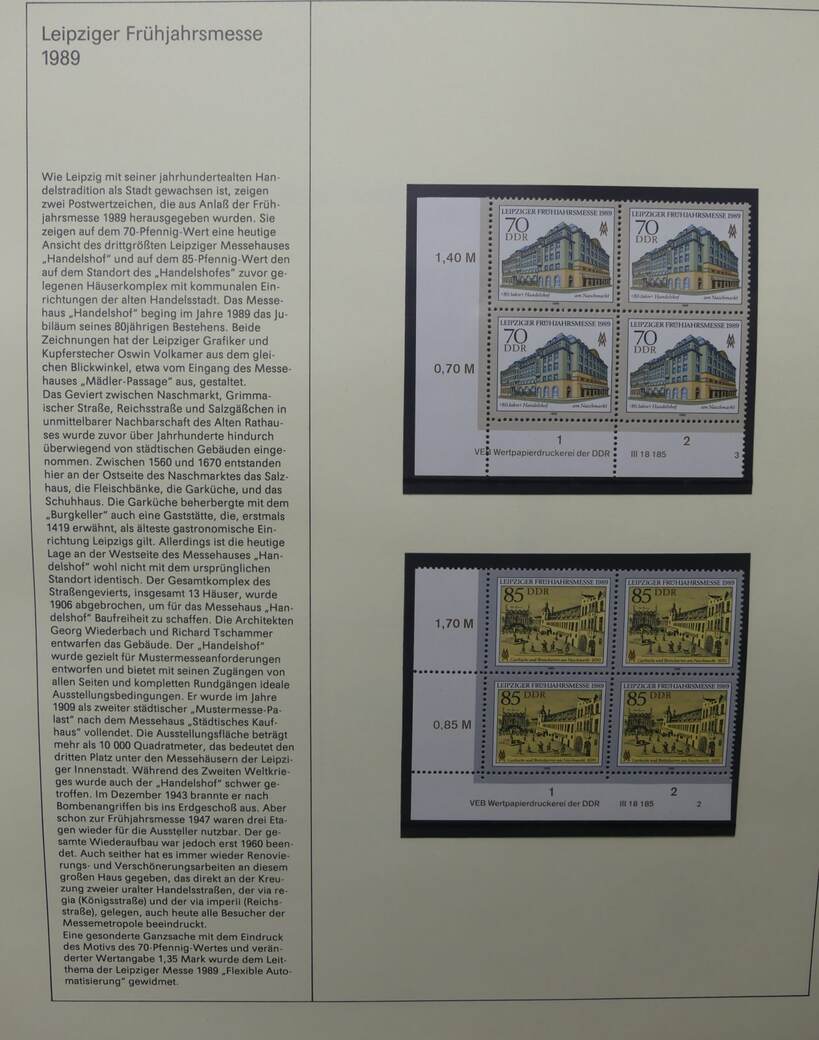 Leipziger Frühjahrsmesse
1989
Wie Leipzig mit seiner jahrhundertealten Han-
delstradition als Stadt gewachsen ist, zeigen
zwei Postwertzeichen, die aus Anlaß der Früh-
jahrsmesse 1989 herausgegeben wurden. Sie
zeigen auf dem 70-Pfennig-Wert eine heutige
Ansicht des drittgrößten Leipziger Messehauses
„Handelshof" und auf dem 85-Pfennig-Wert den
auf dem Standort des „Handelshofes" zuvor ge-
legenen Häuserkomplex mit kommunalen Ein-
richtungen der alten Handelsstadt. Das Messe-
haus „Handelshof" beging im Jahre 1989 das Ju-
biläum seines 80jährigen Bestehens. Beide
Zeichnungen hat der Leipziger Grafiker und
Kupferstecher Oswin Volkamer aus dem glei-
chen Blickwinkel, etwa vom Eingang des Messe-
hauses „Mädler-Passage" aus, gestaltet.
Das Geviert zwischen Naschmarkt, Grimma-
ischer Straße, Reichsstraße und Salzgäßchen in
unmittelbarer Nachbarschaft des Alten Rathau-
ses wurde zuvor über Jahrhunderte hindurch
überwiegend von städtischen Gebäuden einge-
nommen. Zwischen 1560 und 1670 entstanden
hier an der Ostseite des Naschmarktes das Salz-
haus, die Fleischbänke, die Garküche, und das
Schuhhaus. Die Garküche beherbergte mit dem
„Burgkeller" auch eine Gaststätte, die, erstmals
1419 erwähnt, als älteste gastronomische Ein-
richtung Leipzigs gilt. Allerdings ist die heutige
Lage an der Westseite des Messehauses „Han-
delshof" wohl nicht mit dem ursprünglichen
Standort identisch. Der Gesamtkomplex des
Straßengevierts, insgesamt 13 Häuser, wurde
1906 abgebrochen, um für das Messehaus „Han-
delshof" Baufreiheit zu schaffen. Die Architekten
Georg Wiederbach und Richard Tschammer
entwarfen das Gebäude. Der „Handelshof"
wurde gezielt für Mustermesseanforderungen
entworfen und bietet mit seinen Zugängen von
allen Seiten und kompletten Rundgängen ideale
Ausstellungsbedingungen. Er wurde im Jahre
1909 als zweiter städtischer „Mustermesse-Pa-
last" nach dem Messehaus „Städtisches Kauf-
haus" vollendet. Die Ausstellungsfläche beträgt
mehr als 10 000 Quadratmeter, das bedeutet den
dritten Platz unter den Messehäusern der Leipzi-
ger Innenstadt. Während des Zweiten Weltkrie-
ges wurde auch der „Handelshof" schwer ge-
troffen. Im Dezember 1943 brannte er nach
Bombenangriffen bis ins Erdgeschoß aus. Aber
schon zur Frühjahrsmesse 1947 waren drei Eta-
gen wieder für die Aussteller nutzbar. Der ge-
samte Wiederaufbau war jedoch erst 1960 been-
det. Auch seither hat es immer wieder Renovie-
rungs- und Verschönerungsarbeiten an diesem
großen Haus gegeben, das direkt an der Kreu-
zung zweier uralter Handelsstraßen, der via re-
gia (Königsstraße) und der via imperii (Reichs-
straße), gelegen, auch heute alle Besucher der
Messemetropole beeindruckt.
Eine gesonderte Ganzsache mit dem Eindruck
des Motivs des 70-Pfennig-Wertes und verän-
derter Wertangabe 1,35 Mark wurde dem Leit-
thema der Leipziger Messe 1989 „Flexible Auto-
matisierung" gewidmet.
LEIPZIGER FRÜHJAHRSMESSE 1989
70
DDR
»80 Jahre« Handelshof am Naschmarkt
LEIPZIGER FRÜHJAHRSMESSE 1989
70
DDR
»80 Jahre« Handelshof am Naschmarkt
1,40 M
LEIPZIGER FRÜHJAHRSMESSE 1989
70
DDR
»80 Jahre« Handelshof am Naschmarkt
LEIPZIGER FRÜHJAHRSMESSE 1989
70
DDR
»80 Jahre« Handelshof am Naschmarkt
0,70 M
1 2
VEB Wertpapierdruckerei der DDR III 18 185 3
LEIPZIGER FRÜHJAHRSMESSE 1989
85 DDR
LEIPZIGER FRÜHJAHRSMESSE 1989
85 DDR
1,70 M
LEIPZIGER FRÜHJAHRSMESSE 1989
85 DDR
LEIPZIGER FRÜHJAHRSMESSE 1989
85 DDR
0,85 M
1 2
VEB Wertpapierdruckerei der DDR III 18 185 2